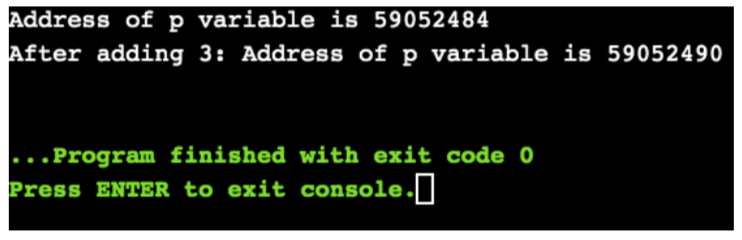 Address of p variable is 59052484
After adding 3: Address of p variable is 59052490
...Program finished with exit code 0
Press ENTER to exit console.